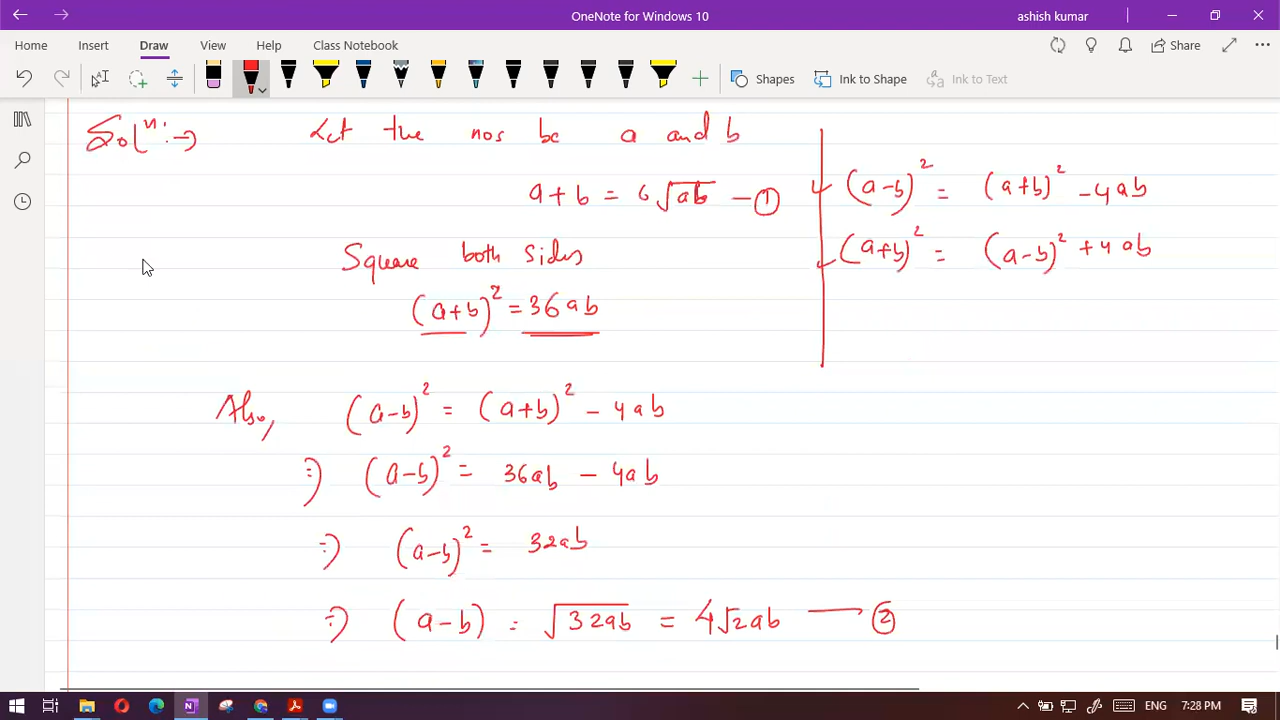 OneNote for Windows 10
ashish kumar
Home Insert Draw View Help Class Notebook
Share
Shapes Ink to Shape Ink to Text
Solⁿ :→ Let the nos be a and b
a + b = 6√ab — ①
Square both sides
(a+b)² = 36ab
(a-b)² = (a+b)² - 4ab
(a+b)² = (a-b)² + 4ab
Also, (a-b)² = (a+b)² - 4ab
⇒ (a-b)² = 36ab - 4ab
⇒ (a-b)² = 32ab
⇒ (a-b) = √32ab = 4√2ab — ②
ENG 7:28 PM